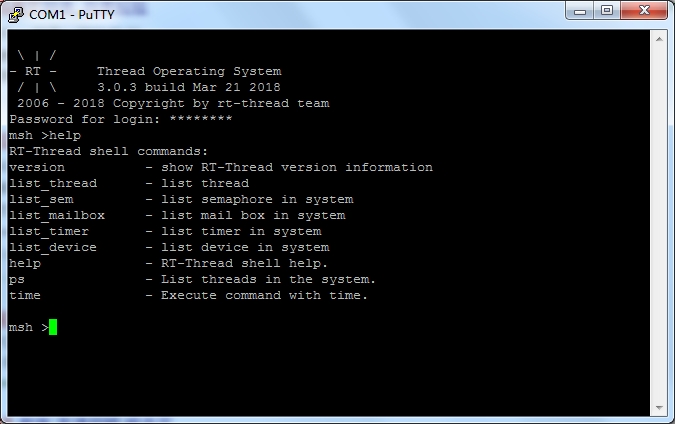 COM1 - PuTTY
 \ | /
- RT -     Thread Operating System
 / | \     3.0.3 build Mar 21 2018
 2006 - 2018 Copyright by rt-thread team
Password for login: ********
msh >help
RT-Thread shell commands:
version          - show RT-Thread version information
list_thread      - list thread
list_sem         - list semaphore in system
list_mailbox     - list mail box in system
list_timer       - list timer in system
list_device      - list device in system
help             - RT-Thread shell help.
ps               - List threads in the system.
time             - Execute command with time.
msh >